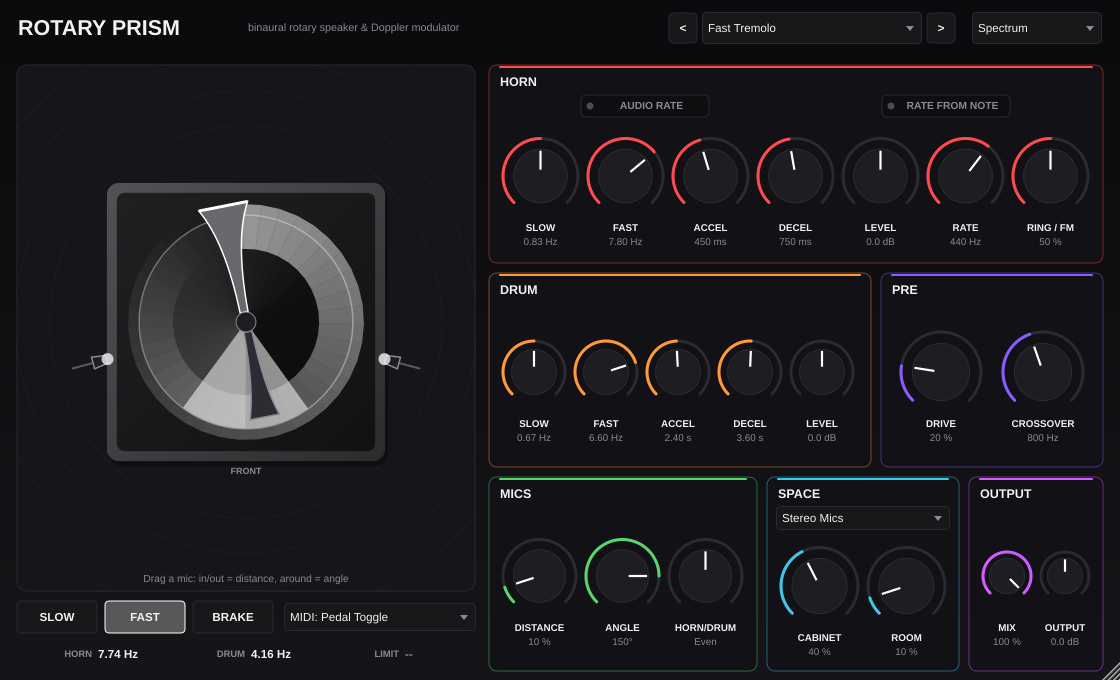 ROTARY PRISM
binaural rotary speaker & Doppler modulator
<
Fast Tremolo
>
Spectrum
FRONT
Drag a mic: in/out = distance, around = angle
SLOW
FAST
BRAKE
MIDI: Pedal Toggle
HORN 7.74 Hz
DRUM 4.16 Hz
LIMIT --
HORN
AUDIO RATE
RATE FROM NOTE
SLOW FAST ACCEL DECEL LEVEL RATE RING / FM
0.83 Hz 7.80 Hz 450 ms 750 ms 0.0 dB 440 Hz 50 %
DRUM
SLOW FAST ACCEL DECEL LEVEL
0.67 Hz 6.60 Hz 2.40 s 3.60 s 0.0 dB
PRE
DRIVE CROSSOVER
20 % 800 Hz
MICS
DISTANCE ANGLE HORN/DRUM
10 % 150° Even
SPACE
Stereo Mics
CABINET ROOM
40 % 10 %
OUTPUT
MIX OUTPUT
100 % 0.0 dB